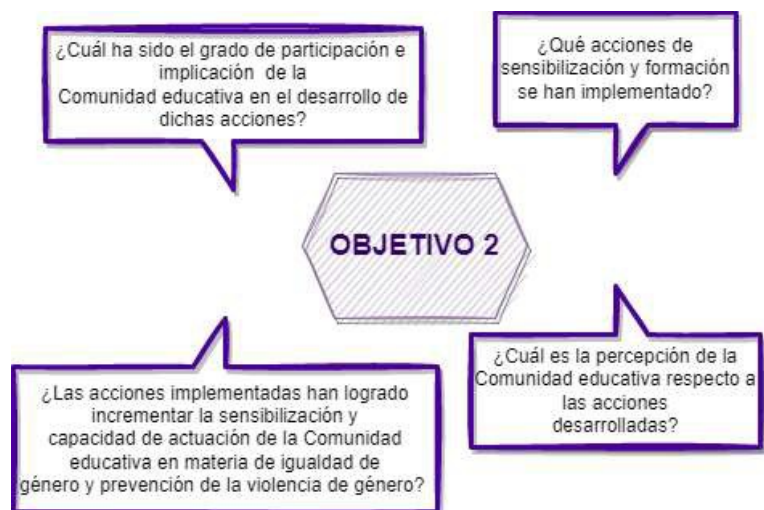 ¿Cuál ha sido el grado de participación e
implicación de la
Comunidad educativa en el desarrollo de
dichas acciones?
¿Qué acciones de
sensibilización y formación
se han implementado?
OBJETIVO 2
¿Las acciones implementadas han logrado
incrementar la sensibilización y
capacidad de actuación de la Comunidad
educativa en materia de igualdad de
género y prevención de la violencia de género?
¿Cuál es la percepción de la
Comunidad educativa respecto a
las acciones
desarrolladas?